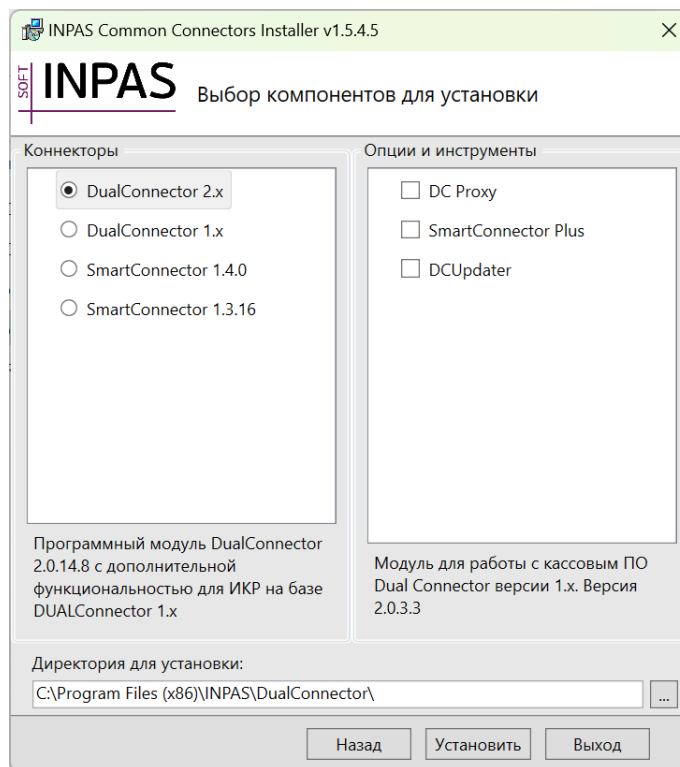 INPAS Common Connectors Installer v1.5.4.5
SOFT INPAS
Выбор компонентов для установки
Коннекторы
DualConnector 2.x
DualConnector 1.x
SmartConnector 1.4.0
SmartConnector 1.3.16
Программный модуль DualConnector
2.0.14.8 с дополнительной
функциональностью для ИКР на базе
DUALConnector 1.x
Опции и инструменты
DC Proxy
SmartConnector Plus
DCUpdater
Модуль для работы с кассовым ПО
Dual Connector версии 1.x. Версия
2.0.3.3
Директория для установки:
C:\Program Files (x86)\INPAS\DualConnector\
...
Назад
Установить
Выход